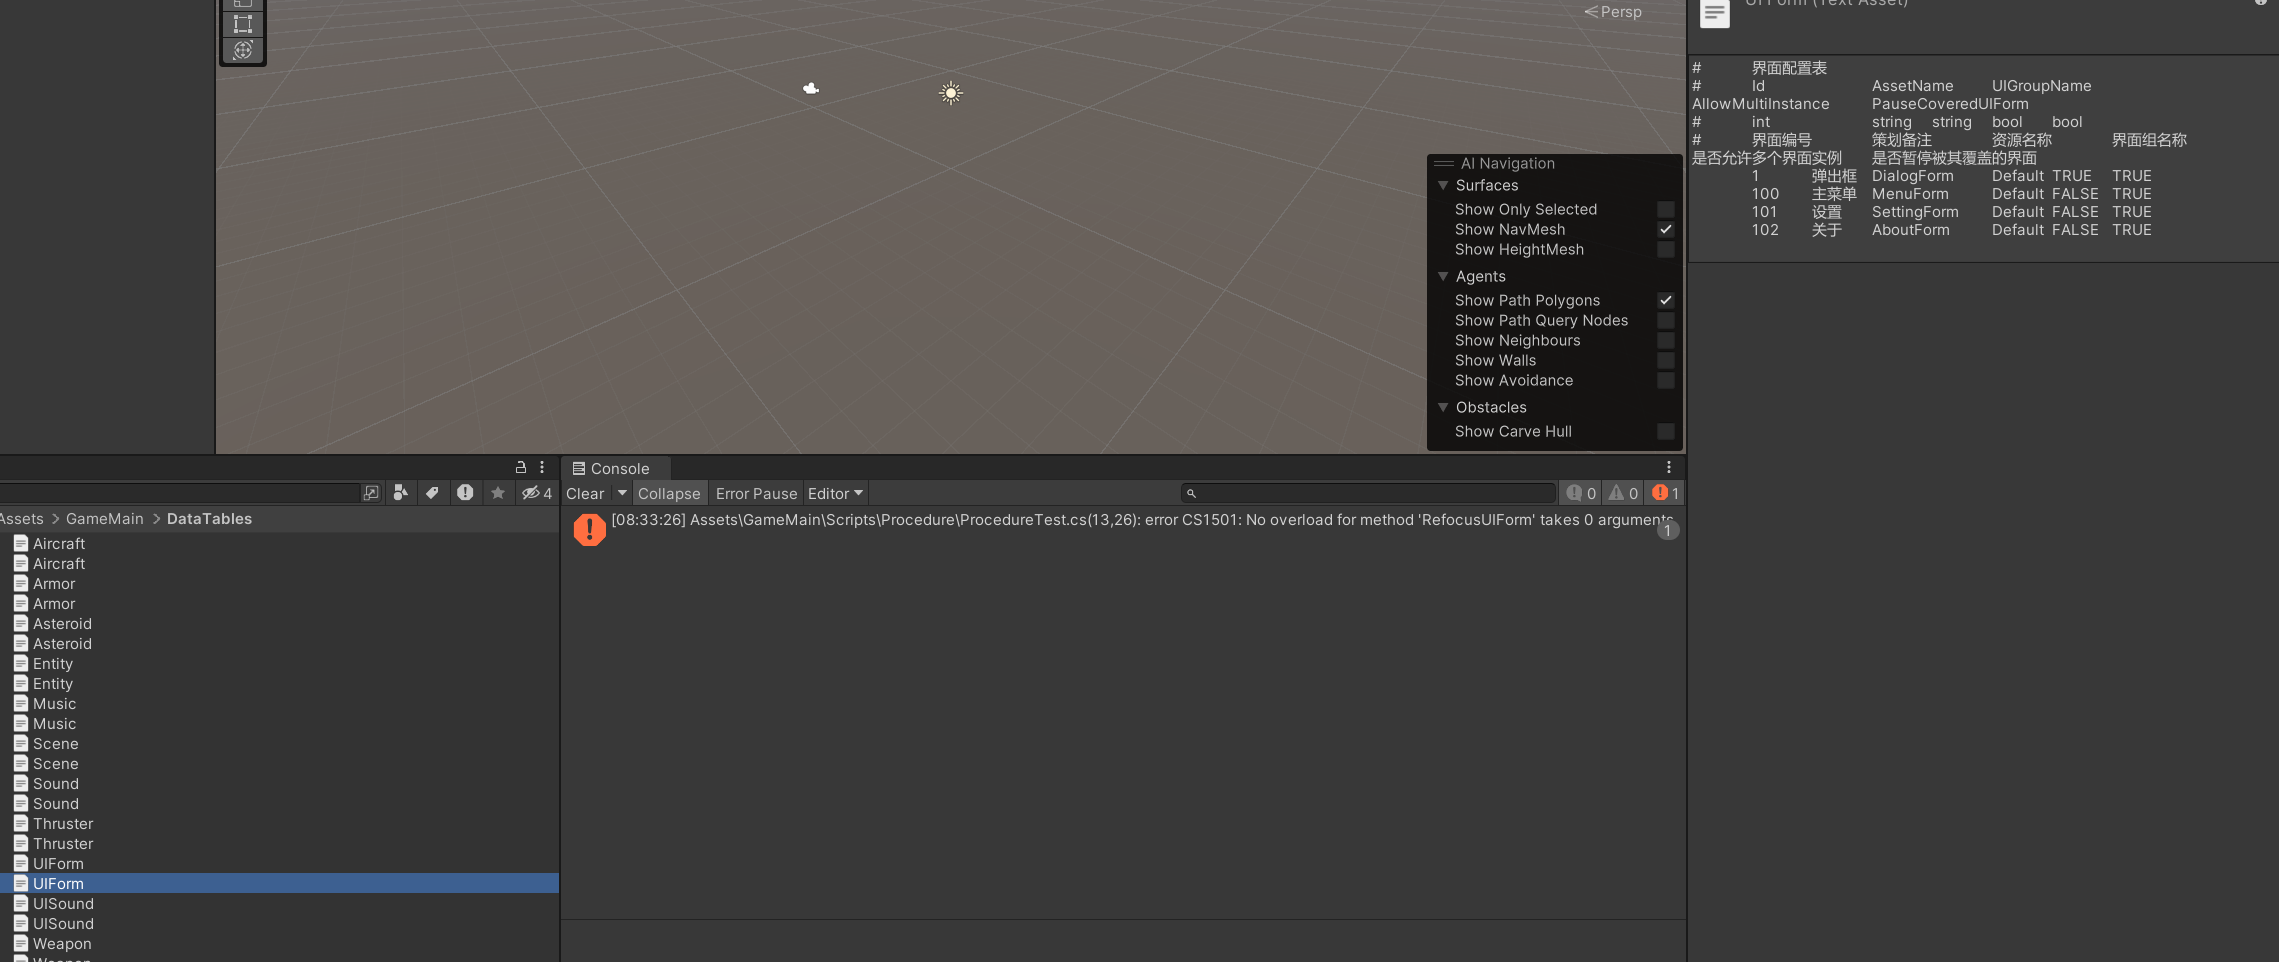 Persp
UIForm (Text Asset)
# 界面配置表
# Id AssetName UIGroupName
AllowMultiInstance PauseCoveredUIForm
# int string string bool bool
# 界面编号 策划备注 资源名称 界面组名称
是否允许多个界面实例 是否暂停被其覆盖的界面
1 弹出框 DialogForm Default TRUE TRUE
100 主菜单 MenuForm Default FALSE TRUE
101 设置 SettingForm Default FALSE TRUE
102 关于 AboutForm Default FALSE TRUE
AI Navigation
Surfaces
Show Only Selected
Show NavMesh
Show HeightMesh
Agents
Show Path Polygons
Show Path Query Nodes
Show Neighbours
Show Walls
Show Avoidance
Obstacles
Show Carve Hull
4
Assets > GameMain > DataTables
Aircraft
Aircraft
Armor
Armor
Asteroid
Asteroid
Entity
Entity
Music
Music
Scene
Scene
Sound
Sound
Thruster
Thruster
UIForm
UIForm
UISound
UISound
Weapon
Weapon
Console
Clear Collapse Error Pause Editor 0 0 1
[08:33:26] Assets\GameMain\Scripts\Procedure\ProcedureTest.cs(13,26): error CS1501: No overload for method 'RefocusUIForm' takes 0 arguments
1